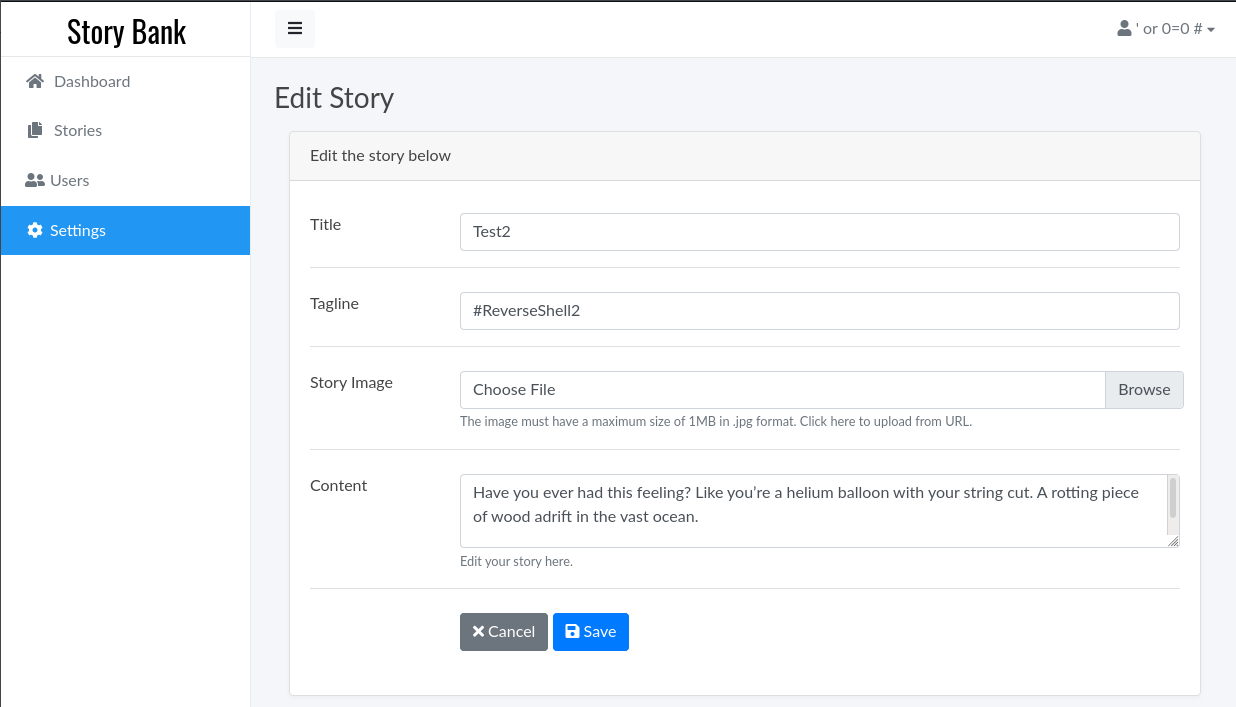 Story Bank
' or 0=0 #
Dashboard
Stories
Users
Settings
Edit Story
Edit the story below
Title
Test2
Tagline
#ReverseShell2
Story Image
Choose File
Browse
The image must have a maximum size of 1MB in .jpg format. Click here to upload from URL.
Content
Have you ever had this feeling? Like you’re a helium balloon with your string cut. A rotting piece
of wood adrift in the vast ocean.
Edit your story here.
Cancel
Save